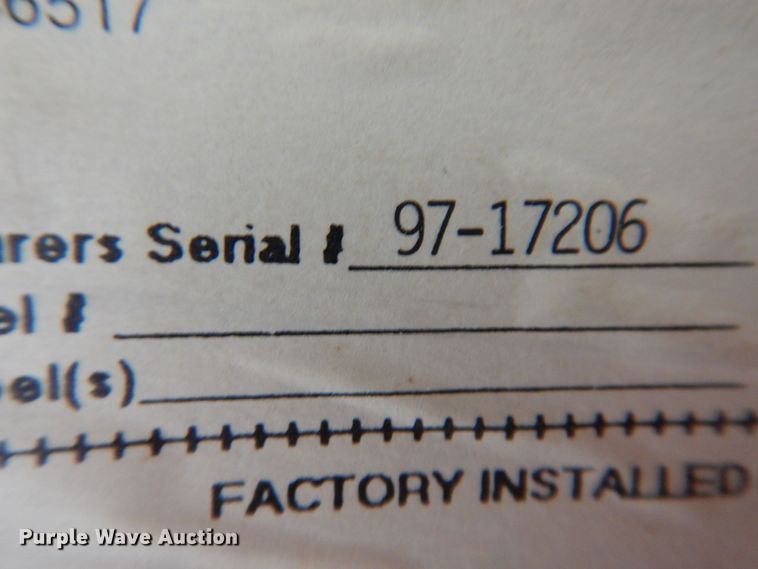 6517
rers Serial # 97-17206
el #
el(s)
FACTORY INSTALLED
Purple Wave Auction